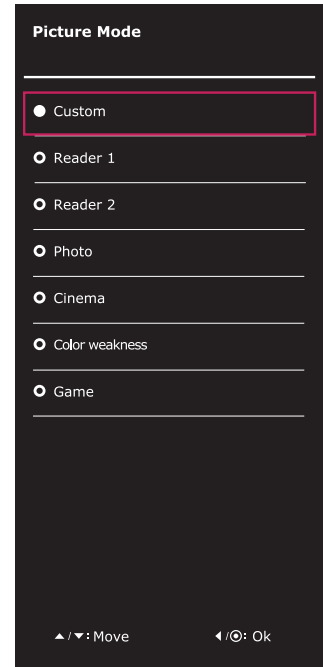 Picture Mode
Custom
Reader 1
Reader 2
Photo
Cinema
Color weakness
Game
▲/▼: Move ◀/◉: Ok